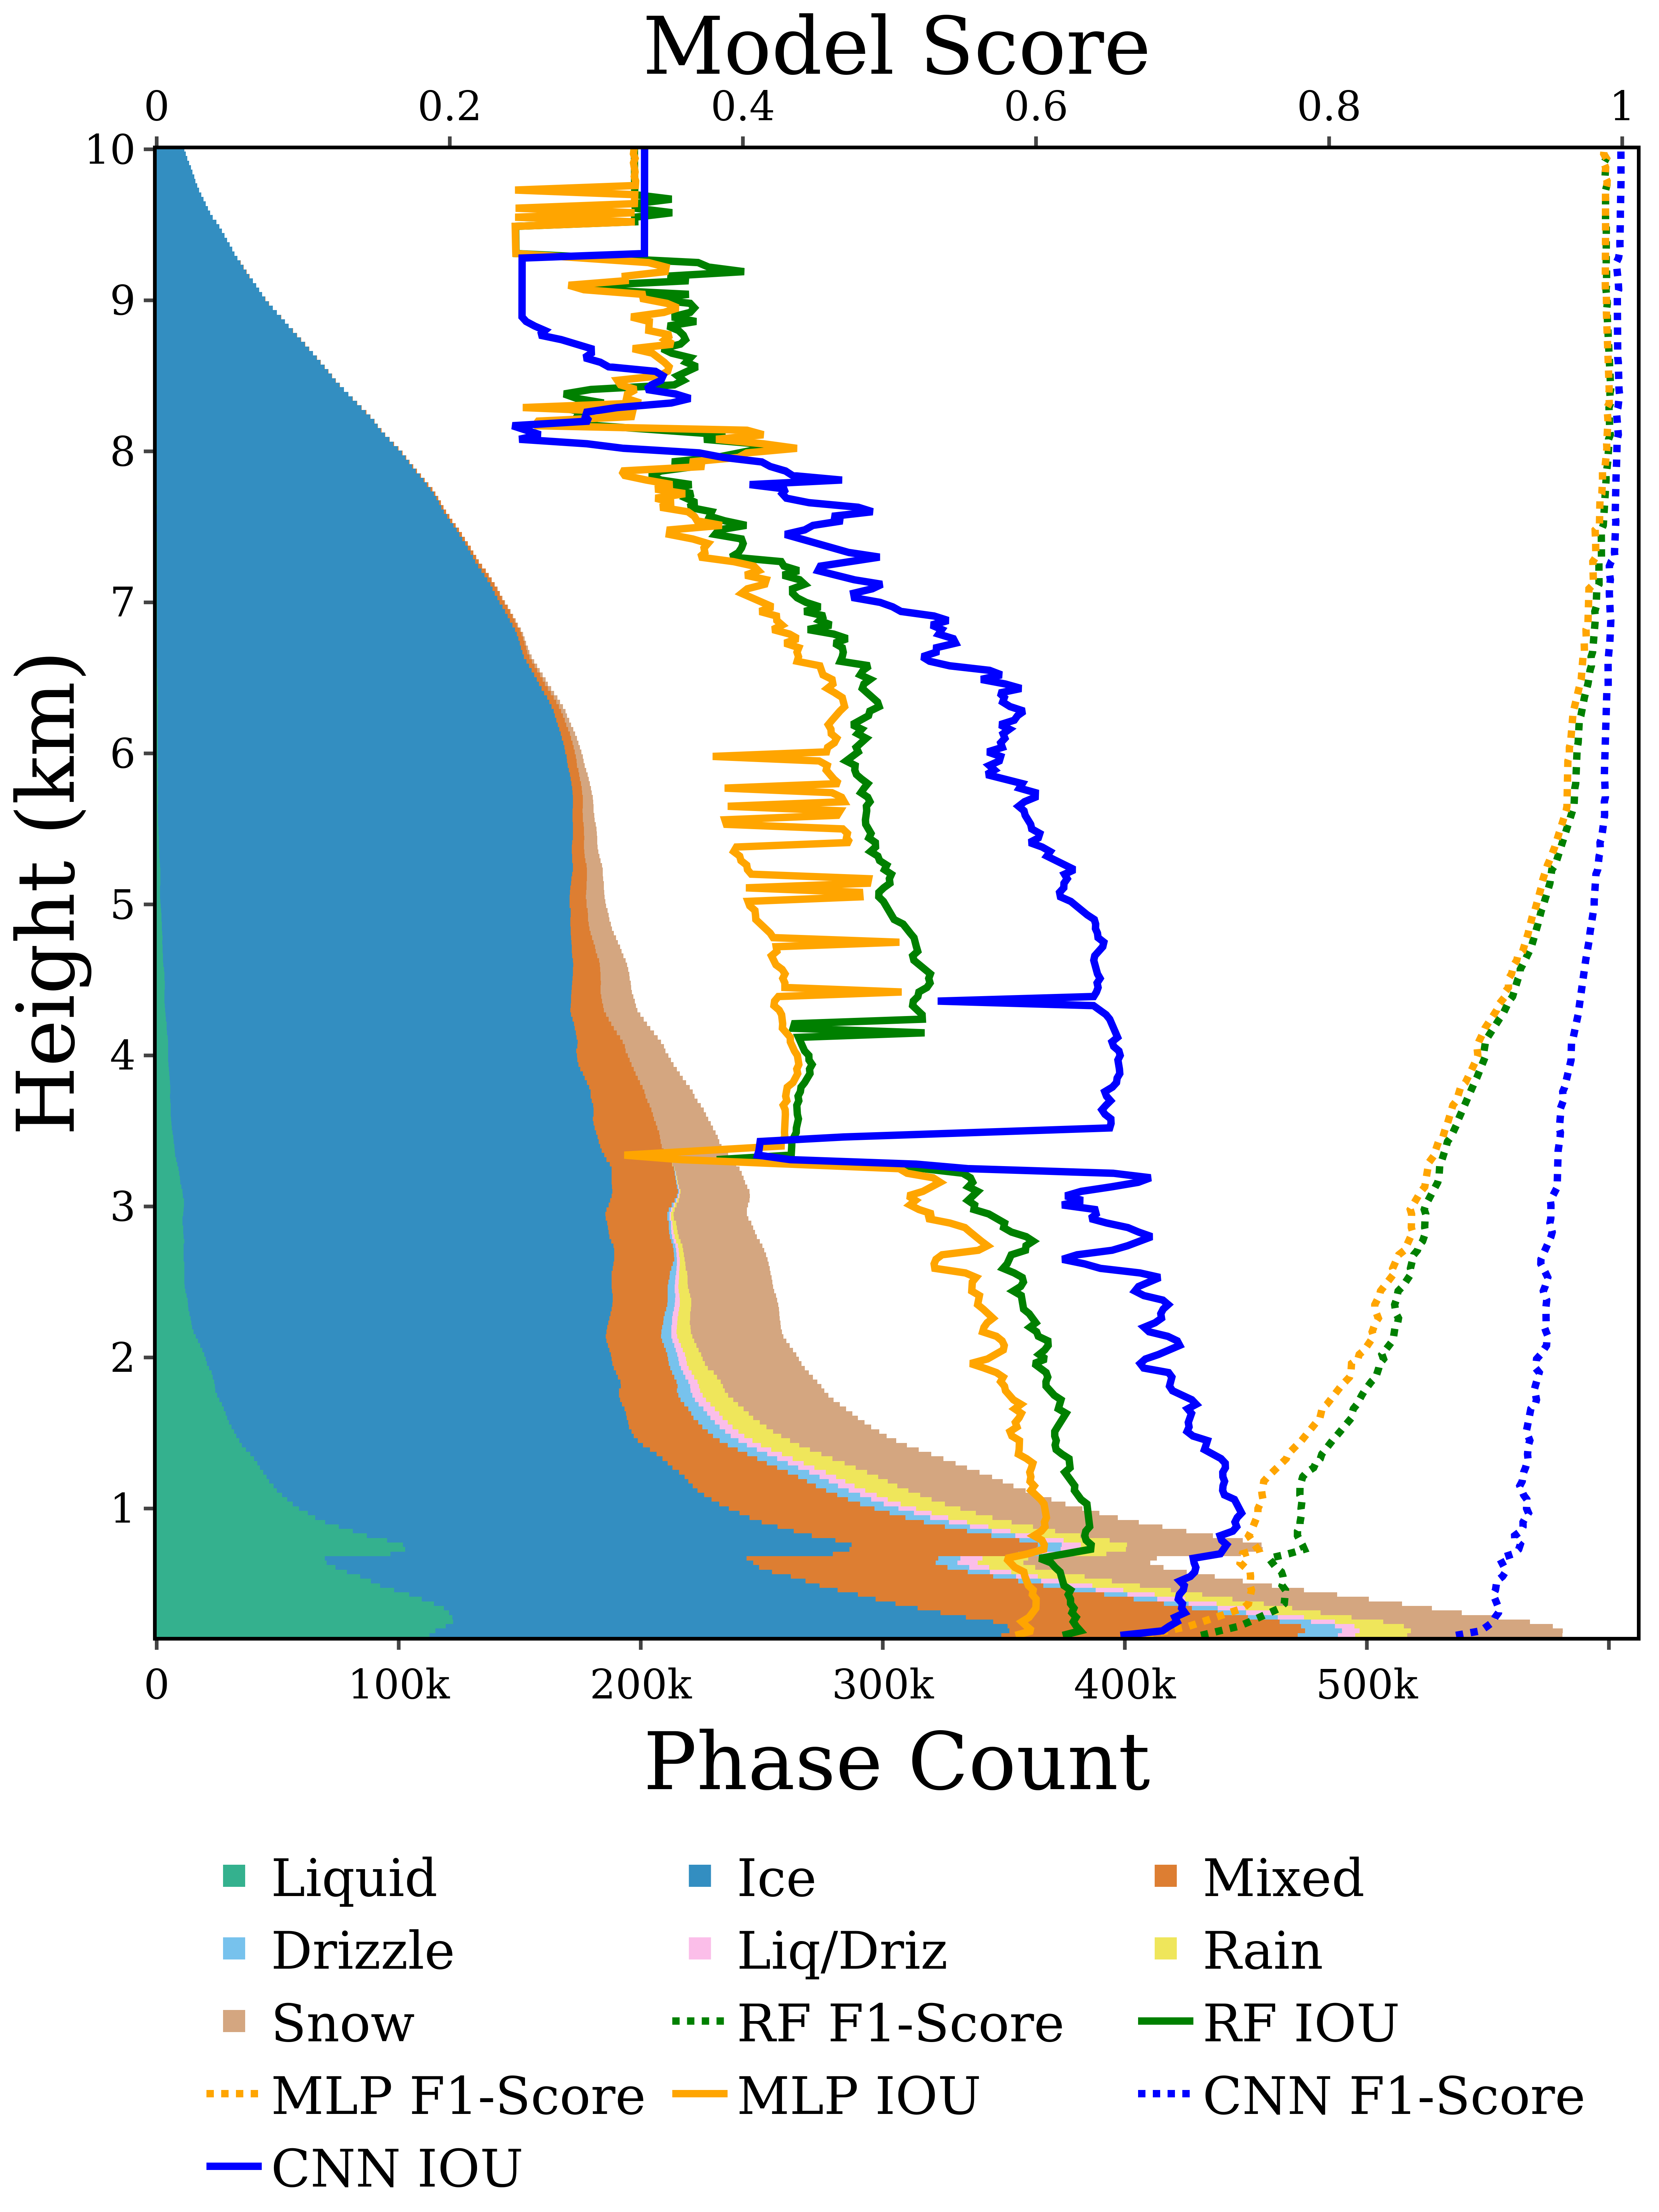 Model Score
0 0.2 0.4 0.6 0.8 1
10
9
8
7
6
5
4
3
2
1
Height (km)
0 100k 200k 300k 400k 500k
Phase Count
Liquid Ice Mixed
Drizzle Liq/Driz Rain
Snow RF F1-Score RF IOU
MLP F1-Score MLP IOU CNN F1-Score
CNN IOU